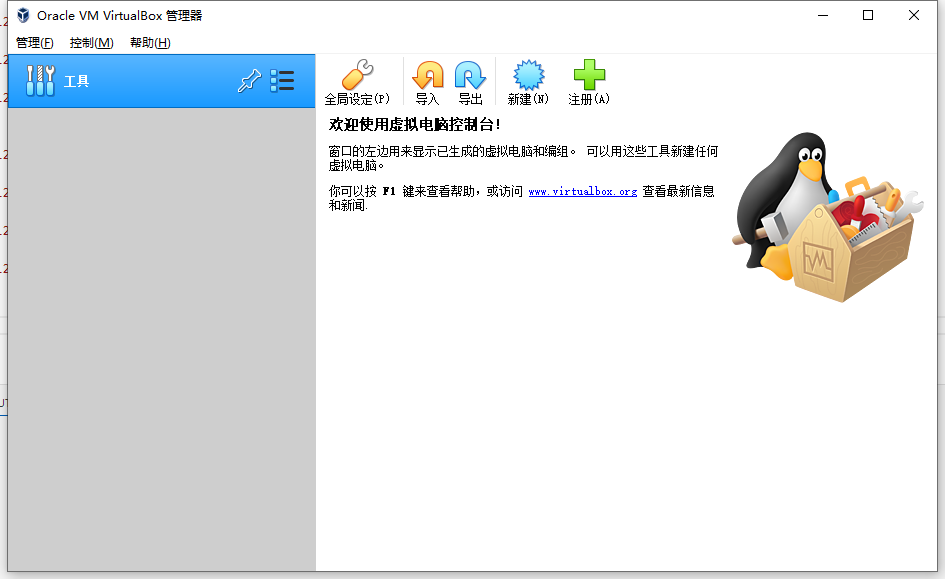 Oracle VM VirtualBox 管理器
管理(F) 控制(M) 帮助(H)
工具
全局设定(P) 导入 导出 新建(N) 注册(A)
欢迎使用虚拟电脑控制台!
窗口的左边用来显示已生成的虚拟电脑和编组。 可以用这些工具新建任何
虚拟电脑。
你可以按 F1 键来查看帮助，或访问 www.virtualbox.org 查看最新信息
和新闻.